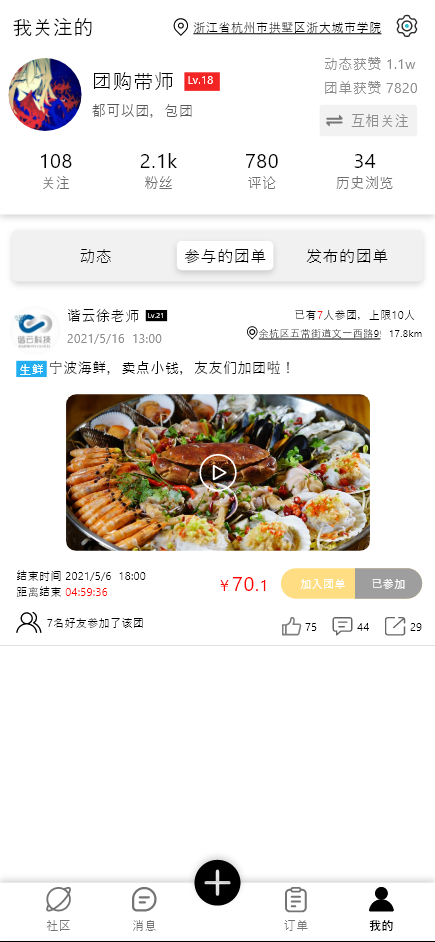 我关注的
浙江省杭州市拱墅区浙大城市学院
团购带师 Lv.18
都可以团，包团
动态获赞 1.1w
团单获赞 7820
互相关注
108 2.1k 780 34
关注 粉丝 评论 历史浏览
动态 参与的团单 发布的团单
谐云徐老师 Lv.21
已有7人参团，上限10人
谐云科技
2021/5/16 13:00
余杭区五常街道文一西路9 17.8km
生鲜 宁波海鲜，卖点小钱，友友们加团啦！
结束时间 2021/5/6 18:00
距离结束 04:59:36
￥70.1
加入团单 已参加
7名好友参加了该团
75 44 29
社区 消息 订单 我的